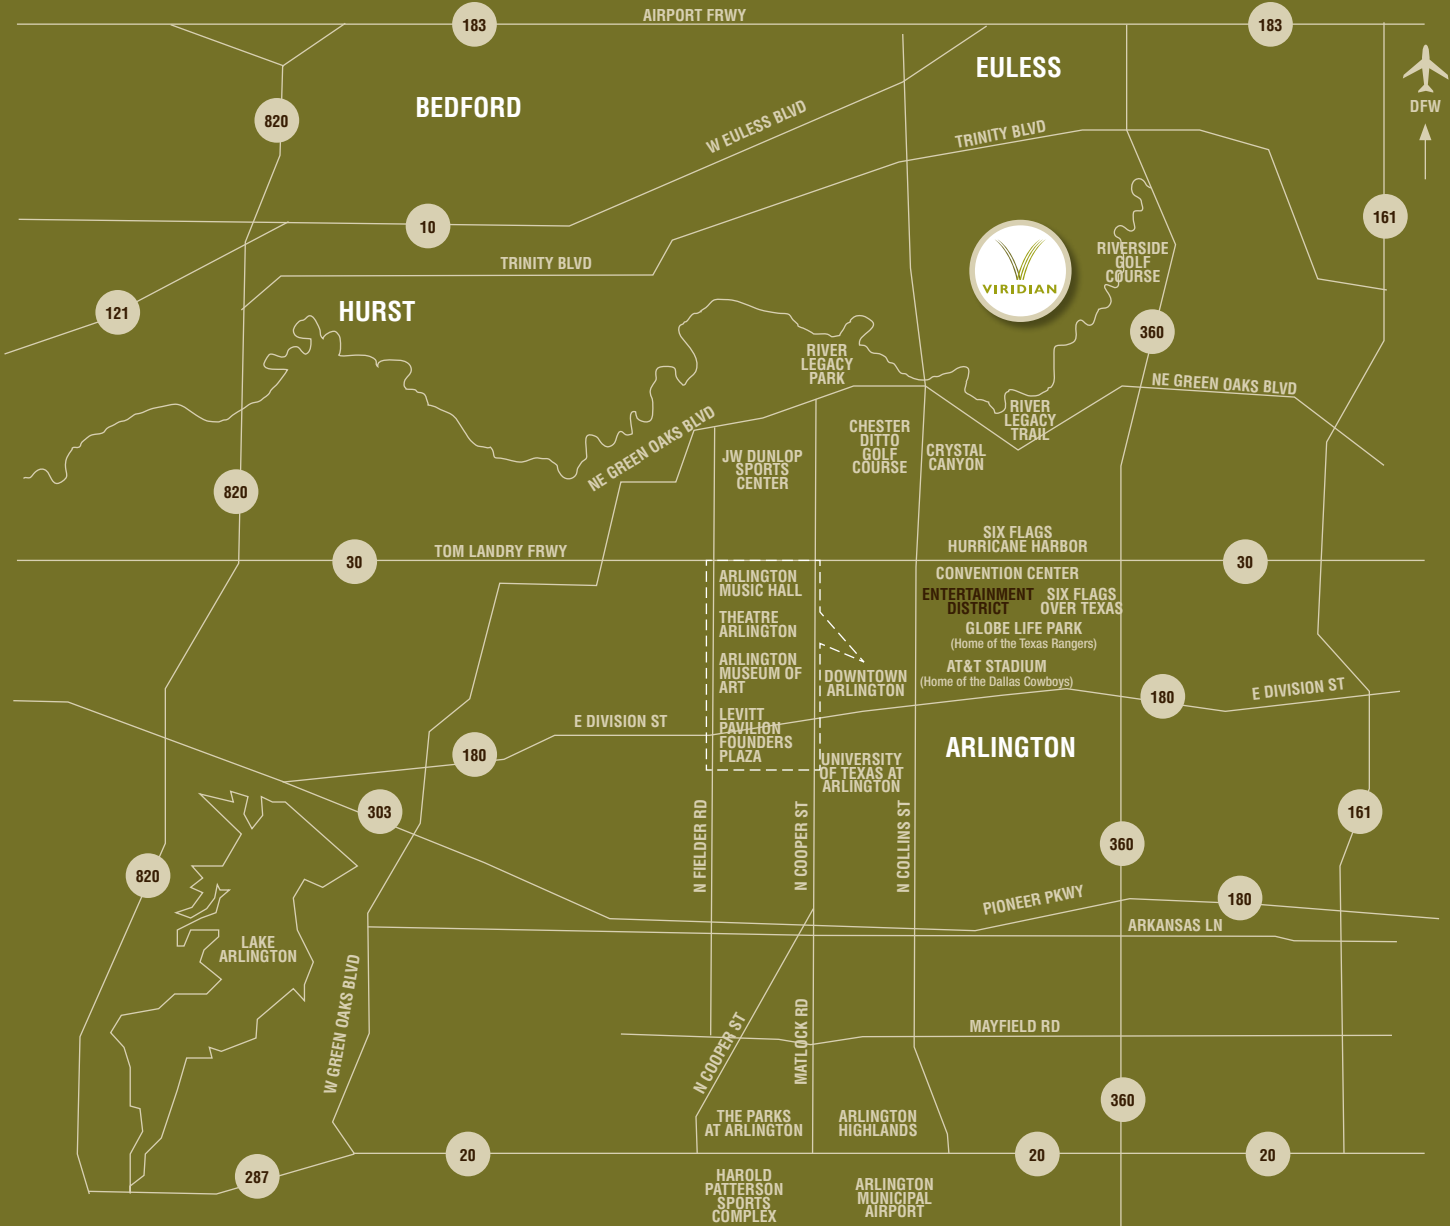 AIRPORT FRWY
183
183
EULESS
BEDFORD
DFW
820
W EULESS BLVD
TRINITY BLVD
161
10
TRINITY BLVD
VIRIDIAN
RIVERSIDE
GOLF
COURSE
121
HURST
360
RIVER
LEGACY
PARK
NE GREEN OAKS BLVD
RIVER
LEGACY
TRAIL
NE GREEN OAKS BLVD
CHESTER
DITTO
GOLF
COURSE
CRYSTAL
CANYON
JW DUNLOP
SPORTS
CENTER
820
SIX FLAGS
HURRICANE HARBOR
TOM LANDRY FRWY
30
30
CONVENTION CENTER
ARLINGTON
MUSIC HALL
ENTERTAINMENT
DISTRICT
SIX FLAGS
OVER TEXAS
THEATRE
ARLINGTON
GLOBE LIFE PARK
(Home of the Texas Rangers)
ARLINGTON
MUSEUM OF
ART
AT&T STADIUM
(Home of the Dallas Cowboys)
DOWNTOWN
ARLINGTON
180
E DIVISION ST
E DIVISION ST
LEVITT
PAVILION
FOUNDERS
PLAZA
ARLINGTON
180
UNIVERSITY
OF TEXAS AT
ARLINGTON
303
N FIELDER RD
N COOPER ST
N COLLINS ST
161
360
820
PIONEER PKWY
180
ARKANSAS LN
LAKE
ARLINGTON
W GREEN OAKS BLVD
MAYFIELD RD
N COOPER ST
MATLOCK RD
360
THE PARKS
AT ARLINGTON
ARLINGTON
HIGHLANDS
20
20
20
287
HAROLD
PATTERSON
SPORTS
COMPLEX
ARLINGTON
MUNICIPAL
AIRPORT